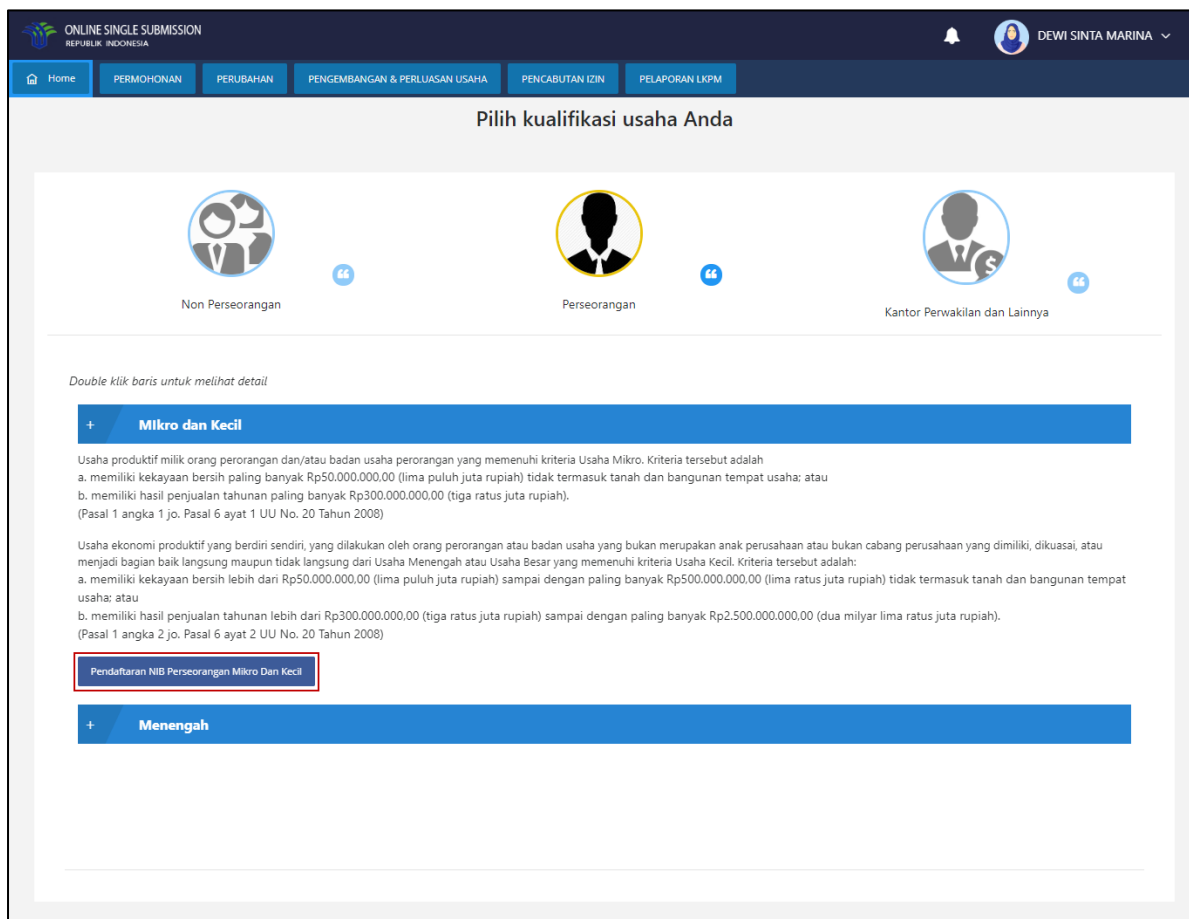 ONLINE SINGLE SUBMISSION
REPUBLIK INDONESIA
DEWI SINTA MARINA
Home PERMOHONAN PERUBAHAN PENGEMBANGAN & PERLUASAN USAHA PENCABUTAN IZIN PELAPORAN LKPM
Pilih kualifikasi usaha Anda
Non Perseorangan
Perseorangan
Kantor Perwakilan dan Lainnya
Double klik baris untuk melihat detail
+ MIkro dan Kecil
Usaha produktif milik orang perorangan dan/atau badan usaha perorangan yang memenuhi kriteria Usaha Mikro. Kriteria tersebut adalah
a. memiliki kekayaan bersih paling banyak Rp50.000.000,00 (lima puluh juta rupiah) tidak termasuk tanah dan bangunan tempat usaha; atau
b. memiliki hasil penjualan tahunan paling banyak Rp300.000.000,00 (tiga ratus juta rupiah).
(Pasal 1 angka 1 jo. Pasal 6 ayat 1 UU No. 20 Tahun 2008)
Usaha ekonomi produktif yang berdiri sendiri, yang dilakukan oleh orang perorangan atau badan usaha yang bukan merupakan anak perusahaan atau bukan cabang perusahaan yang dimiliki, dikuasai, atau
menjadi bagian baik langsung maupun tidak langsung dari Usaha Menengah atau Usaha Besar yang memenuhi kriteria Usaha Kecil. Kriteria tersebut adalah:
a. memiliki kekayaan bersih lebih dari Rp50.000.000,00 (lima puluh juta rupiah) sampai dengan paling banyak Rp500.000.000,00 (lima ratus juta rupiah) tidak termasuk tanah dan bangunan tempat
usaha; atau
b. memiliki hasil penjualan tahunan lebih dari Rp300.000.000,00 (tiga ratus juta rupiah) sampai dengan paling banyak Rp2.500.000.000,00 (dua milyar lima ratus juta rupiah).
(Pasal 1 angka 2 jo. Pasal 6 ayat 2 UU No. 20 Tahun 2008)
Pendaftaran NIB Perseorangan Mikro Dan Kecil
+ Menengah